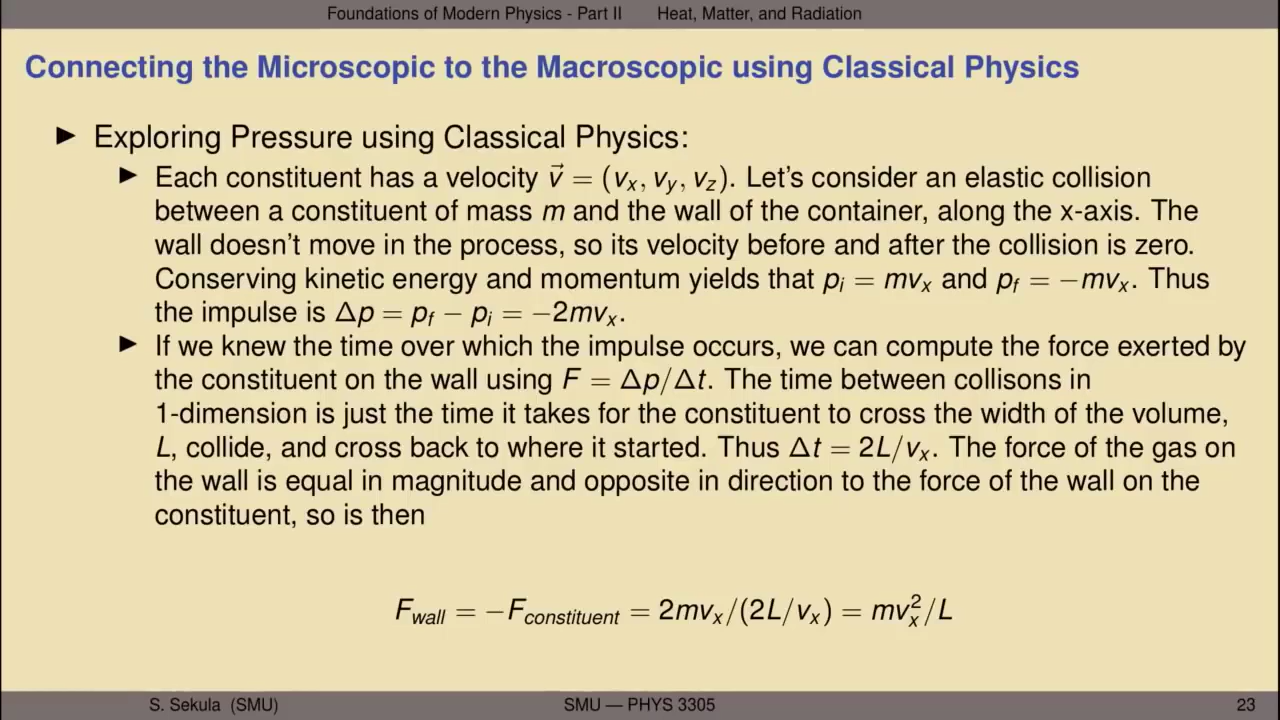 Foundations of Modern Physics - Part II Heat, Matter, and Radiation
Connecting the Microscopic to the Macroscopic using Classical Physics
▶ Exploring Pressure using Classical Physics:
▶ Each constituent has a velocity v⃗ = (vₓ, v_y, v_z). Let's consider an elastic collision
between a constituent of mass m and the wall of the container, along the x-axis. The
wall doesn't move in the process, so its velocity before and after the collision is zero.
Conserving kinetic energy and momentum yields that pᵢ = mvₓ and p_f = −mvₓ. Thus
the impulse is Δp = p_f − pᵢ = −2mvₓ.
▶ If we knew the time over which the impulse occurs, we can compute the force exerted by
the constituent on the wall using F = Δp/Δt. The time between collisons in
1-dimension is just the time it takes for the constituent to cross the width of the volume,
L, collide, and cross back to where it started. Thus Δt = 2L/vₓ. The force of the gas on
the wall is equal in magnitude and opposite in direction to the force of the wall on the
constituent, so is then
F_wall = −F_constituent = 2mvₓ/(2L/vₓ) = mvₓ²/L
S. Sekula (SMU) SMU — PHYS 3305 23